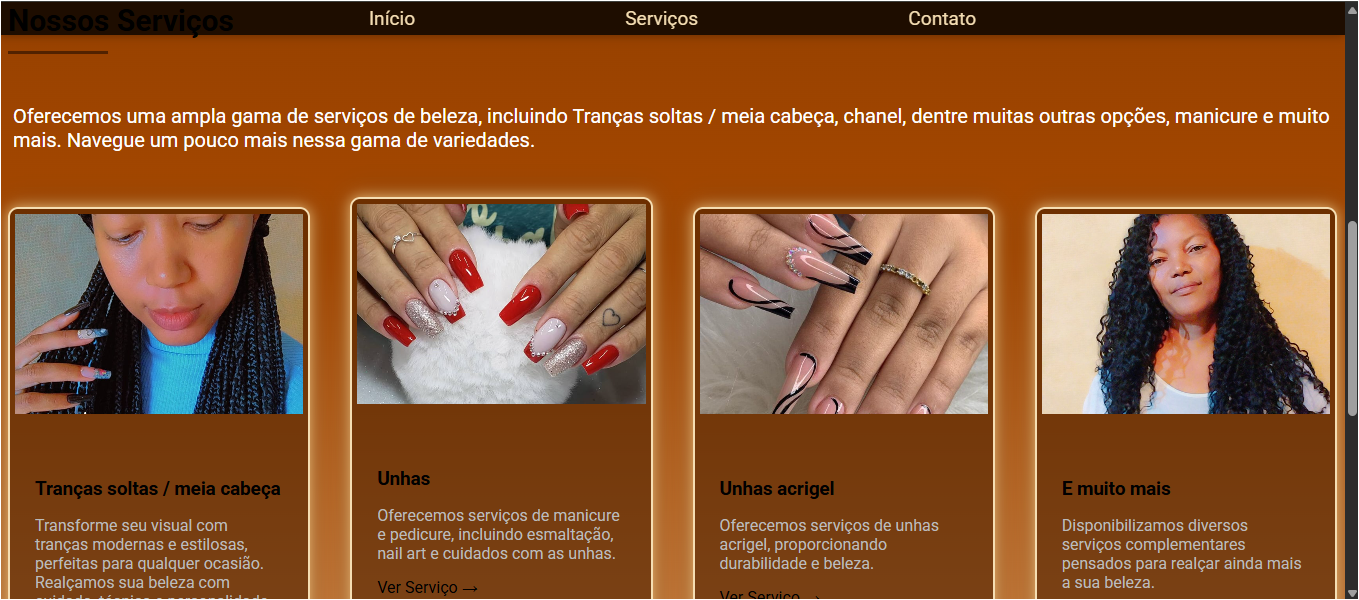 Nossos Serviços
Início
Serviços
Contato
Oferecemos uma ampla gama de serviços de beleza, incluindo Tranças soltas / meia cabeça, chanel, dentre muitas outras opções, manicure e muito
mais. Navegue um pouco mais nessa gama de variedades.
Tranças soltas / meia cabeça
Transforme seu visual com
tranças modernas e estilosas,
perfeitas para qualquer ocasião.
Realçamos sua beleza com
cuidado, técnica e personalidade
Unhas
Oferecemos serviços de manicure
e pedicure, incluindo esmaltação,
nail art e cuidados com as unhas.
Ver Serviço →
Unhas acrigel
Oferecemos serviços de unhas
acrigel, proporcionando
durabilidade e beleza.
Ver Serviço →
E muito mais
Disponibilizamos diversos
serviços complementares
pensados para realçar ainda mais
a sua beleza.